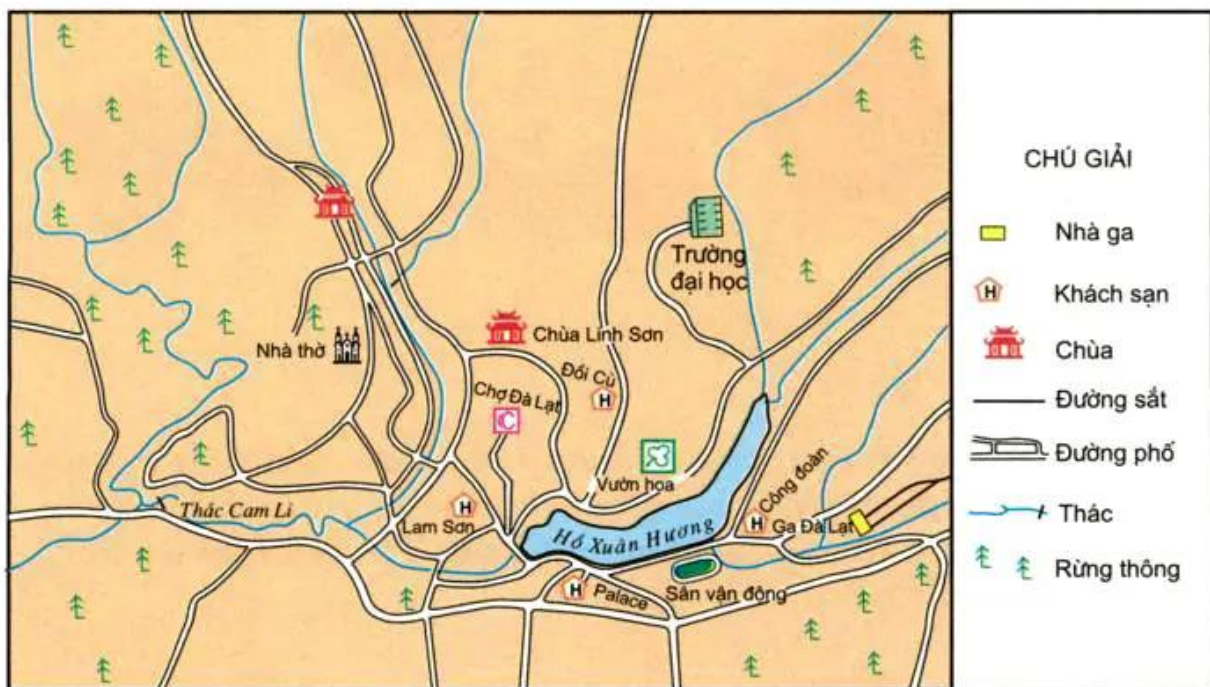 Trường
đại học
Nhà thờ
Chùa Linh Sơn
Đồi Cù
H
Chợ Đà Lạt
C
Vườn hoa
Thác Cam Li
Lam Sơn
H
Hồ Xuân Hương
Công đoàn
H
Ga Đà Lạt
H
Palace
Sân vận động
CHÚ GIẢI
Nhà ga
H
Khách sạn
Chùa
Đường sắt
Đường phố
Thác
Rừng thông